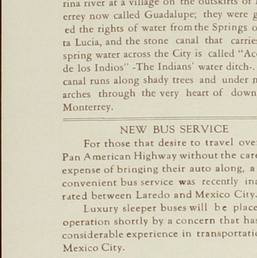 rina river at a village on the outskirts of
errey now called Guadalupe; they were g
ed the rights of water from the Springs o
ta Lucia, and the stone canal that carries
spring water across the City is called "Ac
de los Indios" -The Indians' water ditch-.
canal runs along shady trees and under n
arches through the very heart of down
Monterrey.
NEW BUS SERVICE
For those that desire to travel over
Pan American Highway without the care
expense of bringing their auto along, a
convenient bus service was recently ina
rated between Laredo and Mexico City.
Luxury sleeper buses will be place
operation shortly by a concern that has
considerable experience in transportatio
Mexico City.